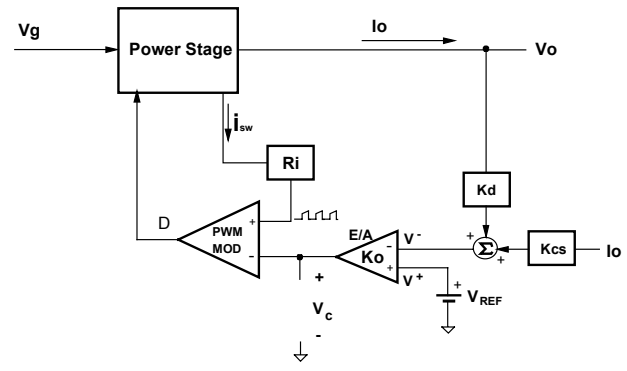 Vg
Power Stage
Io
Vo
isw
Ri
Kd
D
PWM
MOD
+
-
E/A
Ko
-
+
V-
V+
+
+
Σ
Kcs
Io
+
VREF
+
Vc
-